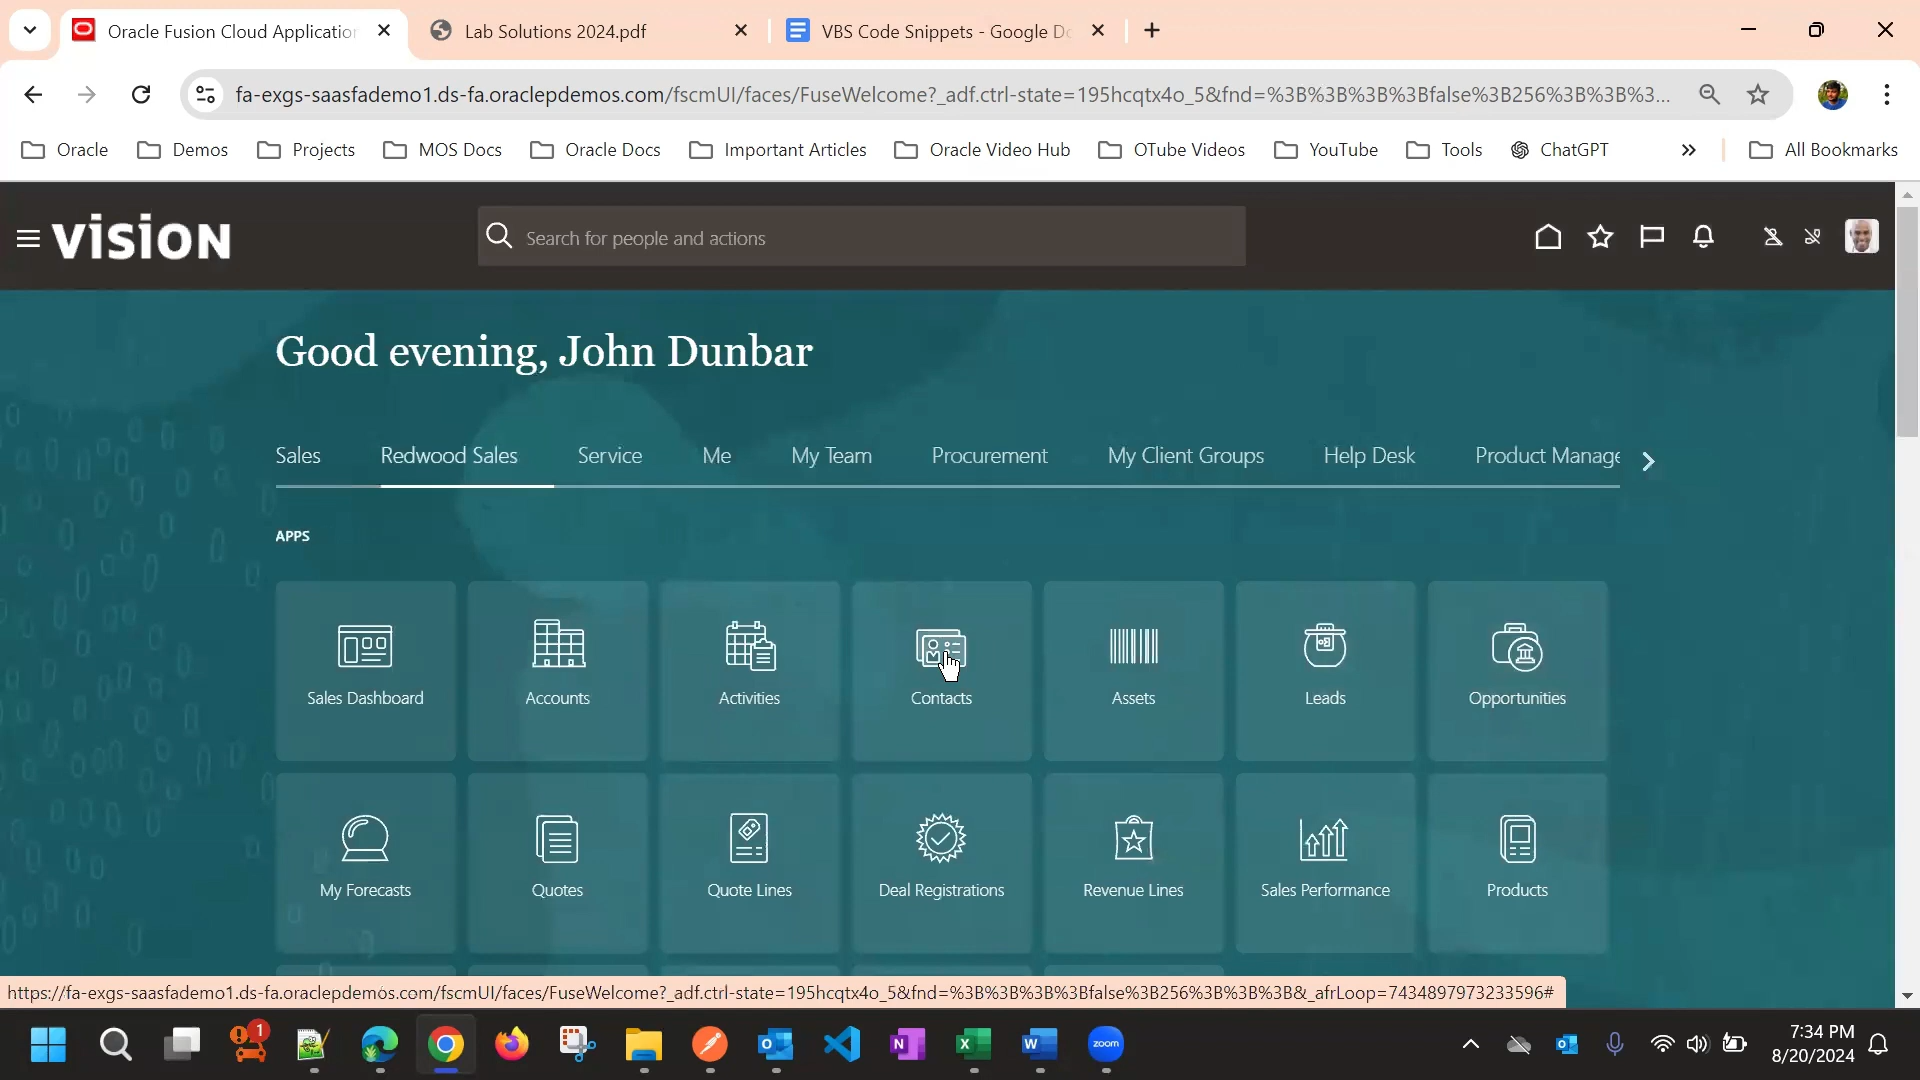 Oracle Fusion Cloud Application
Lab Solutions 2024.pdf
VBS Code Snippets - Google Do
fa-exgs-saasfademo1.ds-fa.oraclepdemos.com/fscmUI/faces/FuseWelcome?_adf.ctrl-state=195hcqtx4o_5&fnd=%3B%3B%3B%3Bfalse%3B256%3B%3B%3...
Oracle
Demos
Projects
MOS Docs
Oracle Docs
Important Articles
Oracle Video Hub
OTube Videos
YouTube
Tools
ChatGPT
»
All Bookmarks
vision
Search for people and actions
Good evening, John Dunbar
Sales
Redwood Sales
Service
Me
My Team
Procurement
My Client Groups
Help Desk
Product Manage
APPS
Sales Dashboard
Accounts
Activities
Contacts
Assets
Leads
Opportunities
My Forecasts
Quotes
Quote Lines
Deal Registrations
Revenue Lines
Sales Performance
Products
https://fa-exgs-saasfademo1.ds-fa.oraclepdemos.com/fscmUI/faces/FuseWelcome?_adf.ctrl-state=195hcqtx4o_5&fnd=%3B%3B%3B%3Bfalse%3B256%3B%3B%3B&_afrLoop=7434897973233596#
1
zoom
7:34 PM
8/20/2024